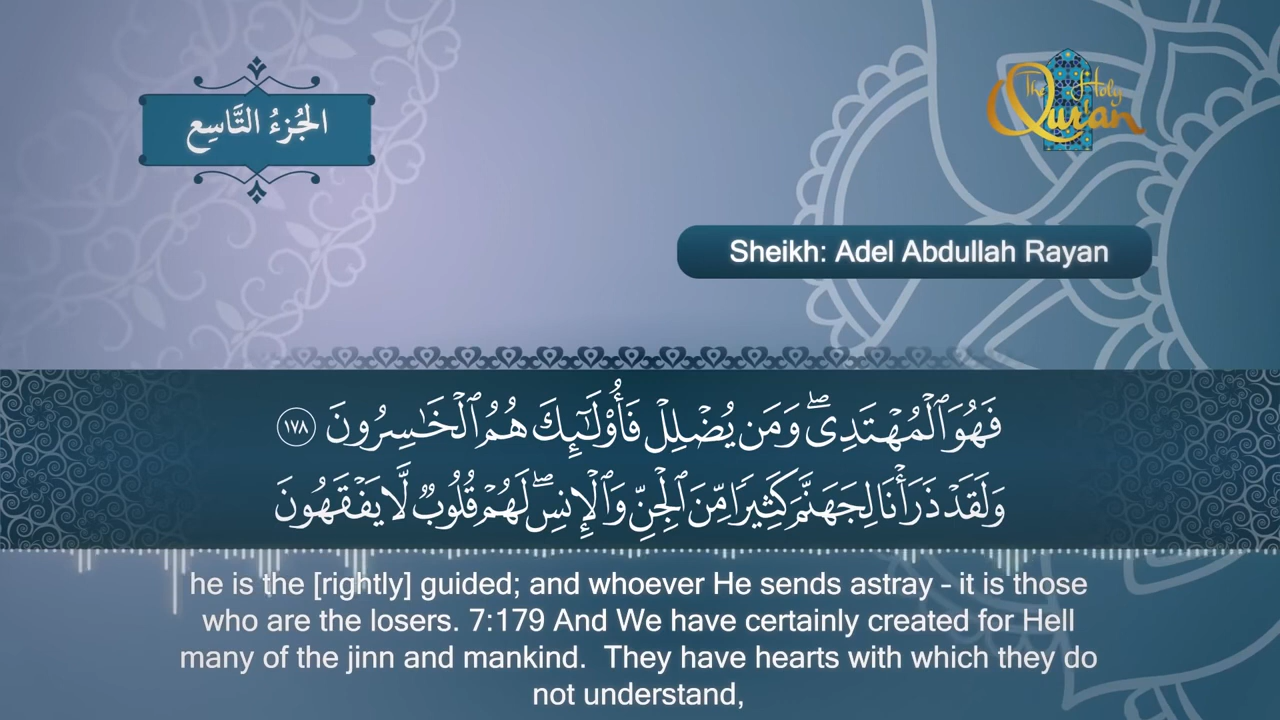 الجُزءُ التَّاسِع
The Holy
Quran
Sheikh: Adel Abdullah Rayan
فَهُوَ ٱلْمُهْتَدِى ۖ وَمَن يُضْلِلْ فَأُو۟لَـٰٓئِكَ هُمُ ٱلْخَـٰسِرُونَ ١٧٨
وَلَقَدْ ذَرَأْنَا لِجَهَنَّمَ كَثِيرًا مِّنَ ٱلْجِنِّ وَٱلْإِنسِ ۖ لَهُمْ قُلُوبٌ لَّا يَفْقَهُونَ
he is the [rightly] guided; and whoever He sends astray - it is those
who are the losers. 7:179 And We have certainly created for Hell
many of the jinn and mankind.  They have hearts with which they do
not understand,